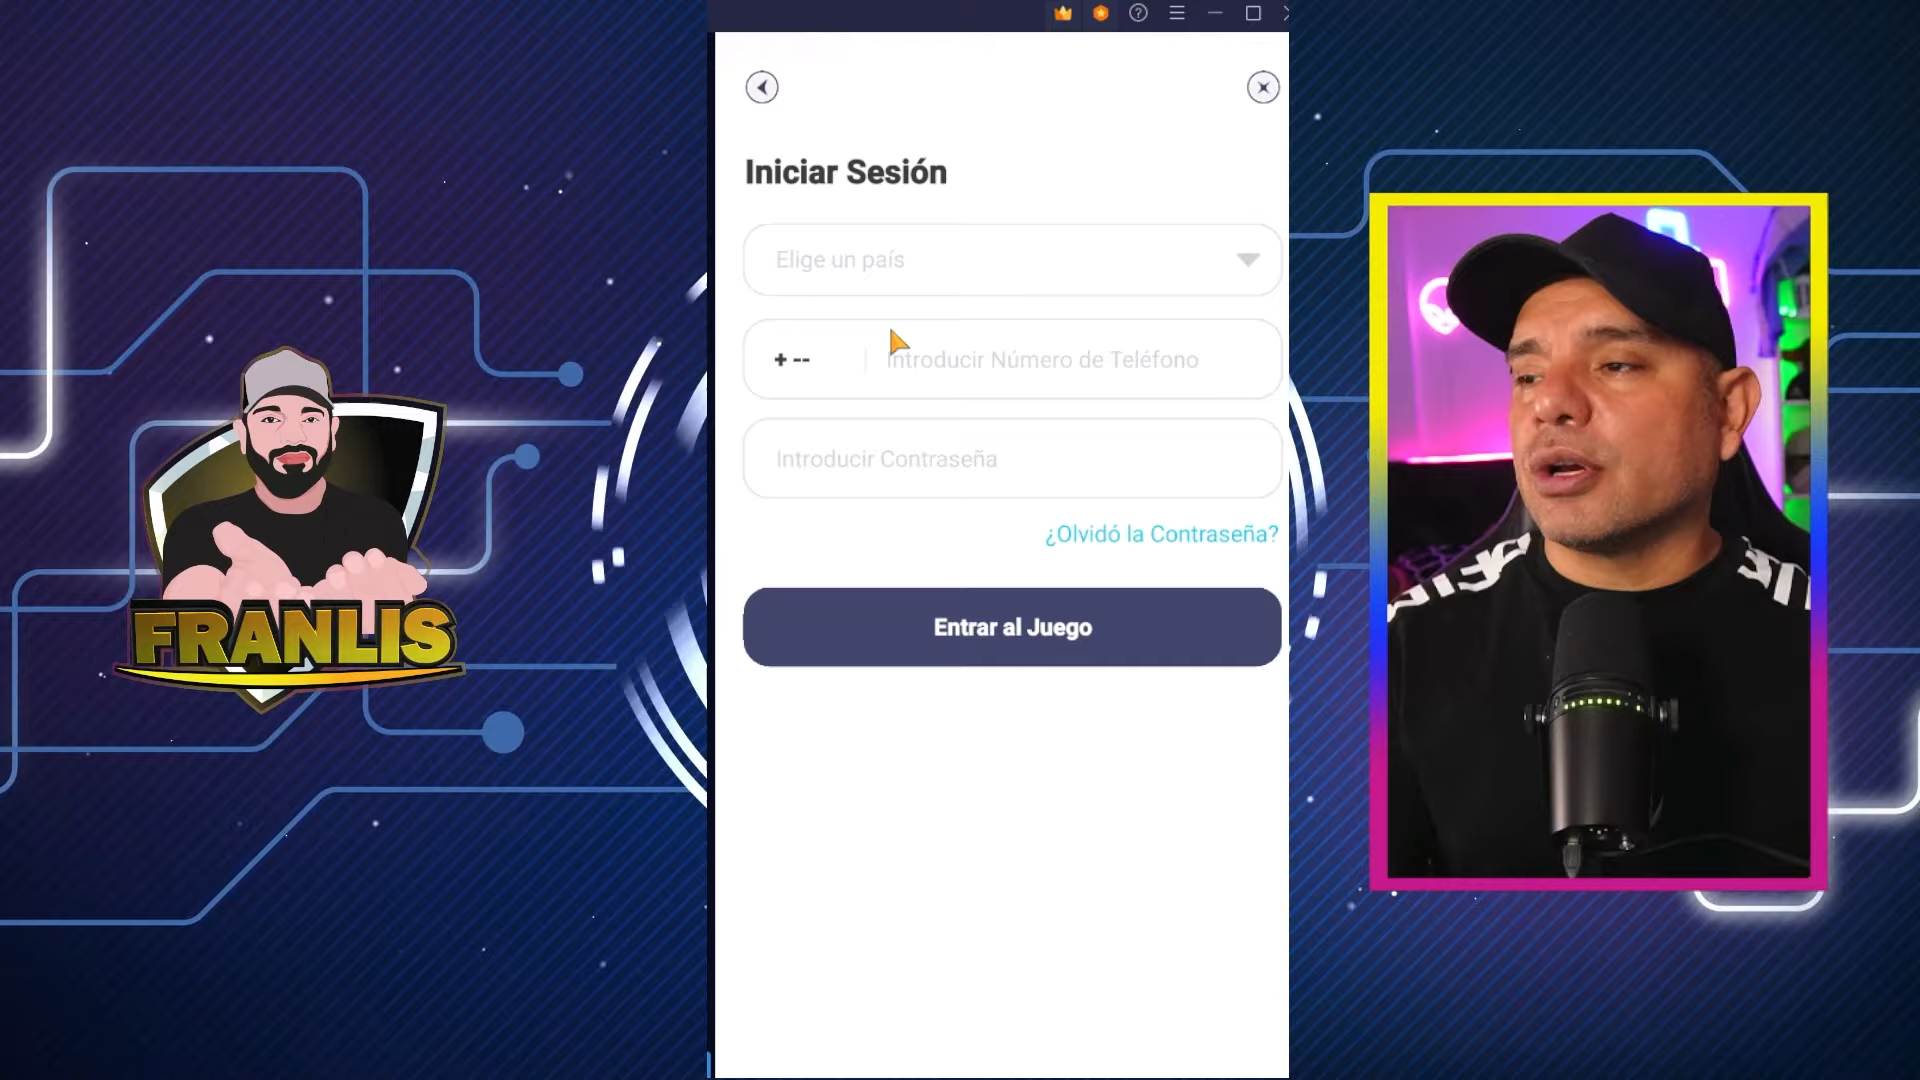 Iniciar Sesión
Elige un país
+ --
Introducir Número de Teléfono
Introducir Contraseña
¿Olvidó la Contraseña?
Entrar al Juego
FRANLIS